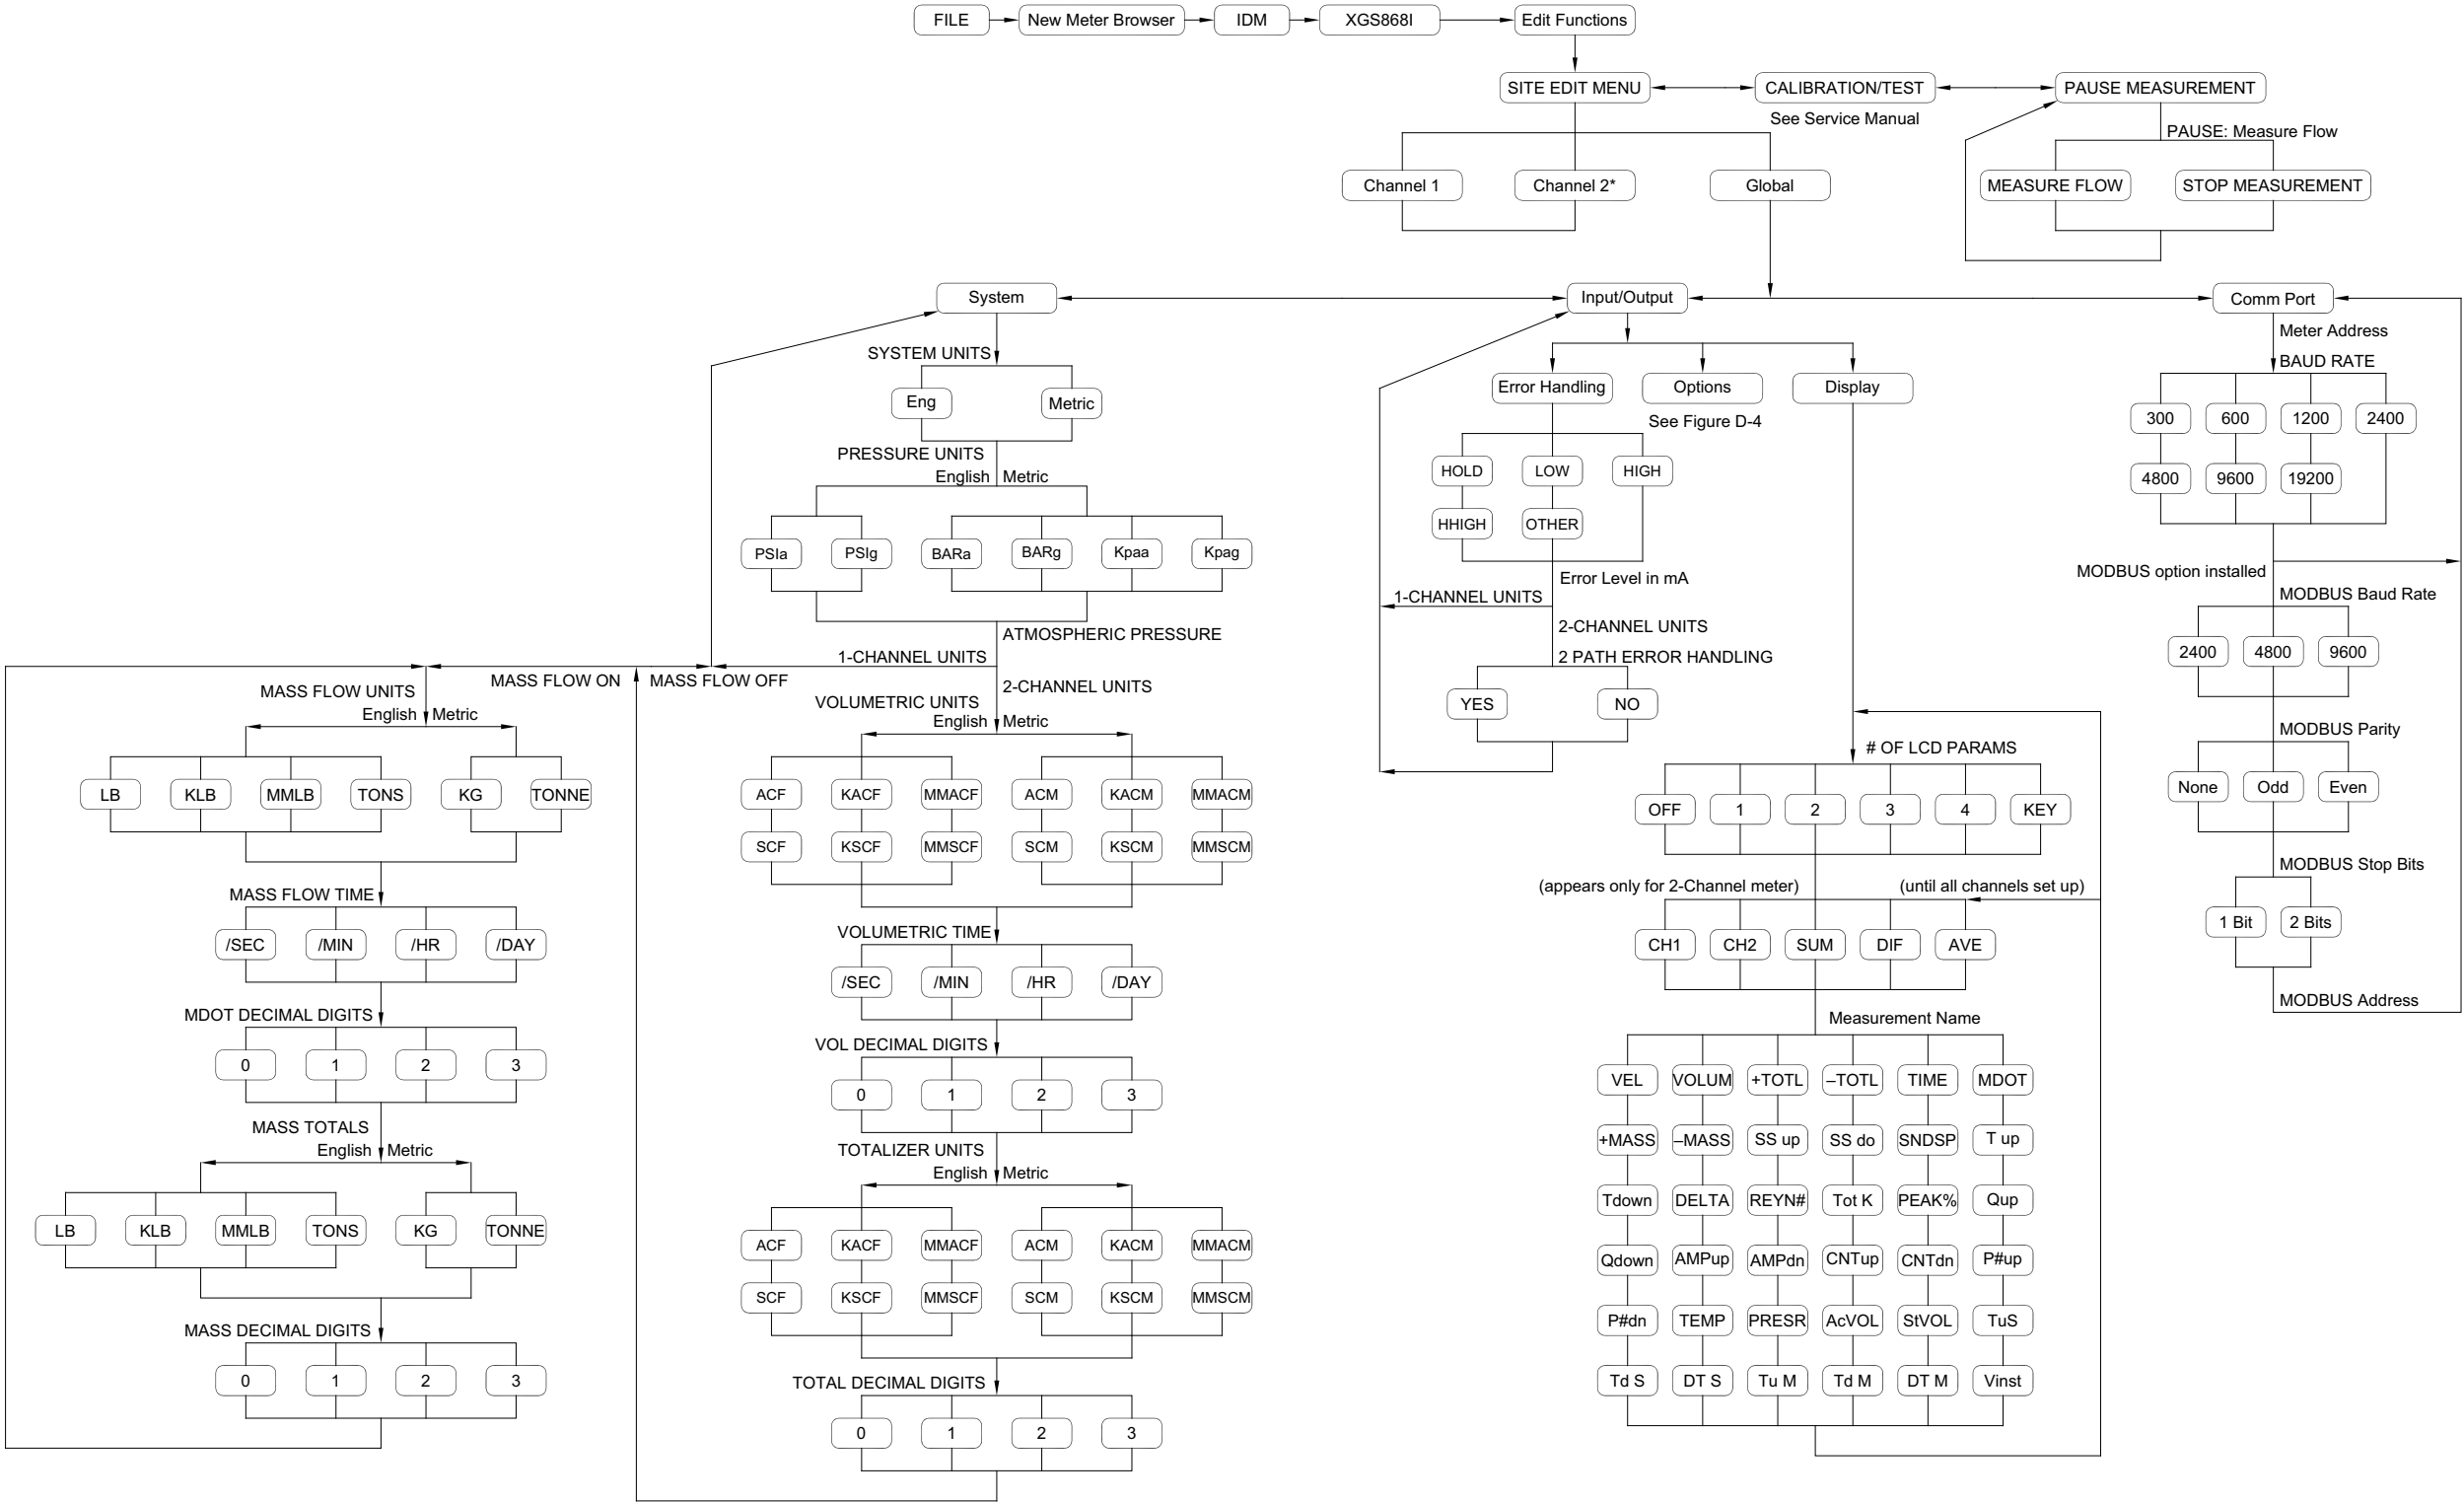 FILE
New Meter Browser
IDM
XGS868I
Edit Functions
SITE EDIT MENU
CALIBRATION/TEST
PAUSE MEASUREMENT
See Service Manual
PAUSE: Measure Flow
Channel 1
Channel 2*
Global
MEASURE FLOW
STOP MEASUREMENT
System
Input/Output
Comm Port
SYSTEM UNITS
Eng
Metric
PRESSURE UNITS
English
Metric
PSIa
PSIg
BARa
BARg
Kpaa
Kpag
ATMOSPHERIC PRESSURE
1-CHANNEL UNITS
MASS FLOW ON
MASS FLOW OFF
2-CHANNEL UNITS
MASS FLOW UNITS
English
Metric
LB
KLB
MMLB
TONS
KG
TONNE
MASS FLOW TIME
/SEC
/MIN
/HR
/DAY
MDOT DECIMAL DIGITS
0
1
2
3
MASS TOTALS
English
Metric
LB
KLB
MMLB
TONS
KG
TONNE
MASS DECIMAL DIGITS
0
1
2
3
VOLUMETRIC UNITS
English
Metric
ACF
KACF
MMACF
ACM
KACM
MMACM
SCF
KSCF
MMSCF
SCM
KSCM
MMSCM
VOLUMETRIC TIME
/SEC
/MIN
/HR
/DAY
VOL DECIMAL DIGITS
0
1
2
3
TOTALIZER UNITS
English
Metric
ACF
KACF
MMACF
ACM
KACM
MMACM
SCF
KSCF
MMSCF
SCM
KSCM
MMSCM
TOTAL DECIMAL DIGITS
0
1
2
3
Error Handling
Options
Display
See Figure D-4
HOLD
LOW
HIGH
HHIGH
OTHER
Error Level in mA
1-CHANNEL UNITS
2-CHANNEL UNITS
2 PATH ERROR HANDLING
YES
NO
# OF LCD PARAMS
OFF
1
2
3
4
KEY
(appears only for 2-Channel meter)
(until all channels set up)
CH1
CH2
SUM
DIF
AVE
Measurement Name
VEL
VOLUM
+TOTL
–TOTL
TIME
MDOT
+MASS
–MASS
SS up
SS do
SNDSP
T up
Tdown
DELTA
REYN#
Tot K
PEAK%
Qup
Qdown
AMPup
AMPdn
CNTup
CNTdn
P#up
P#dn
TEMP
PRESR
AcVOL
StVOL
TuS
Td S
DT S
Tu M
Td M
DT M
Vinst
Meter Address
BAUD RATE
300
600
1200
2400
4800
9600
19200
MODBUS option installed
MODBUS Baud Rate
2400
4800
9600
MODBUS Parity
None
Odd
Even
MODBUS Stop Bits
1 Bit
2 Bits
MODBUS Address